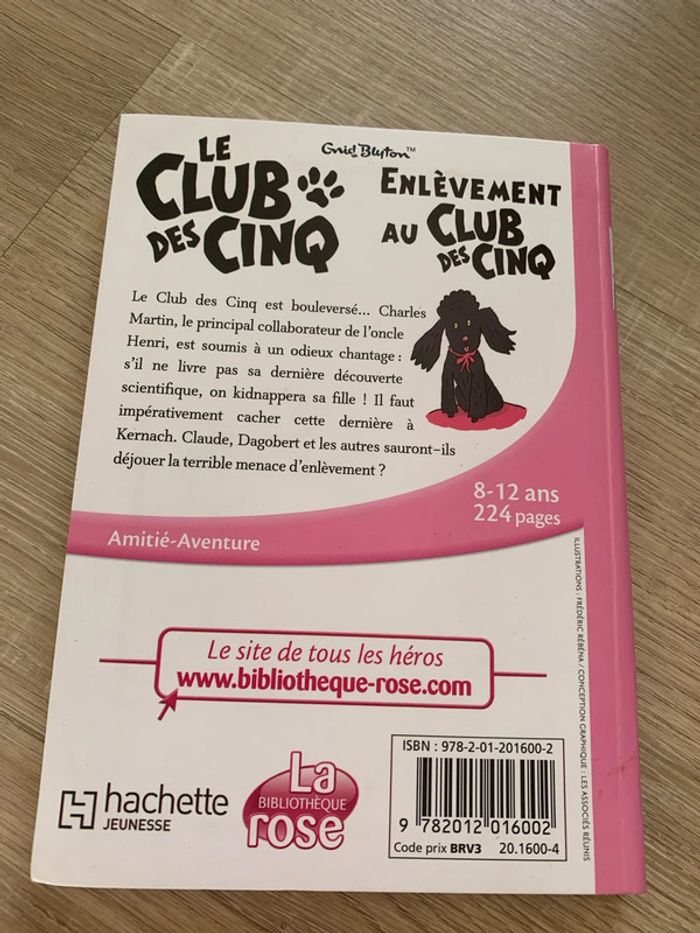 Enid Blyton™
LE
CLUB
DES CINQ
ENLÈVEMENT
AU CLUB
DES CINQ
Le Club des Cinq est bouleversé... Charles
Martin, le principal collaborateur de l'oncle
Henri, est soumis à un odieux chantage :
s'il ne livre pas sa dernière découverte
scientifique, on kidnappera sa fille ! Il faut
impérativement cacher cette dernière à
Kernach. Claude, Dagobert et les autres sauront-ils
déjouer la terrible menace d'enlèvement ?
8-12 ans
224 pages
Amitié-Aventure
ILLUSTRATIONS : FRÉDÉRIC RÉBÉNA / CONCEPTION GRAPHIQUE : LES ASSOCIÉS RÉUNIS
Le site de tous les héros
www.bibliotheque-rose.com
hachette
JEUNESSE
La
BIBLIOTHÈQUE
rose
ISBN : 978-2-01-201600-2
9 782012 016002
Code prix BRV3 20.1600-4